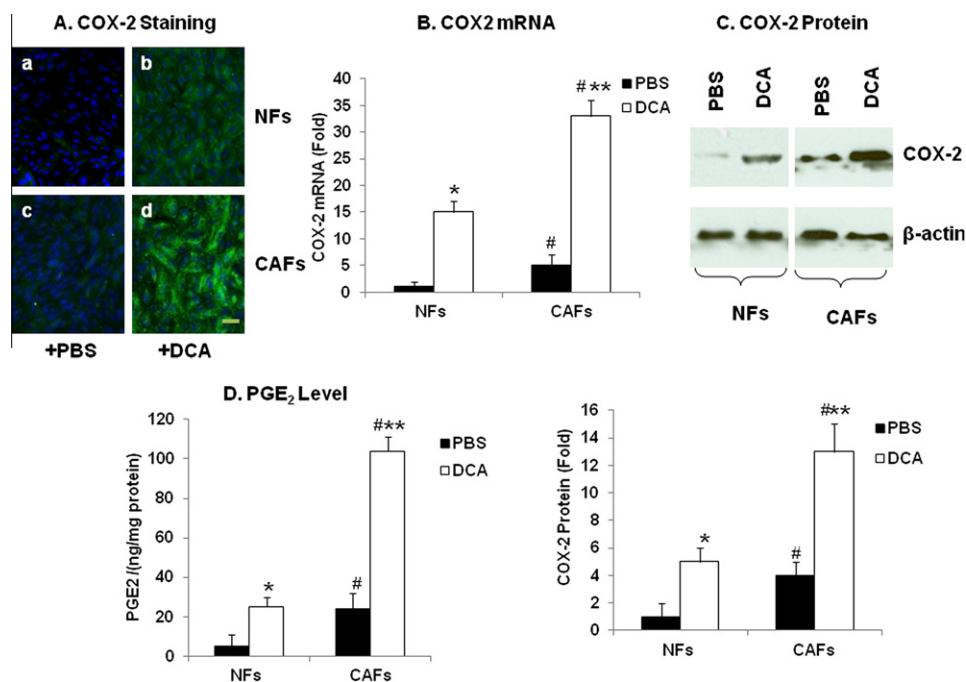 A. COX-2 Staining
a
b
NFs
c
d
CAFs
+PBS
+DCA
B. COX2 mRNA
COX-2 mRNA (Fold)
40
35
30
25
20
15
10
5
0
*
#
#**
PBS
DCA
NFs
CAFs
C. COX-2 Protein
PBS
DCA
PBS
DCA
COX-2
β-actin
NFs
CAFs
D. PGE2 Level
PGE2 /(ng/mg protein)
120
100
80
60
40
20
0
*
#
#**
PBS
DCA
NFs
CAFs
COX-2 Protein (Fold)
16
14
12
10
8
6
4
2
0
*
#
#**
PBS
DCA
NFs
CAFs